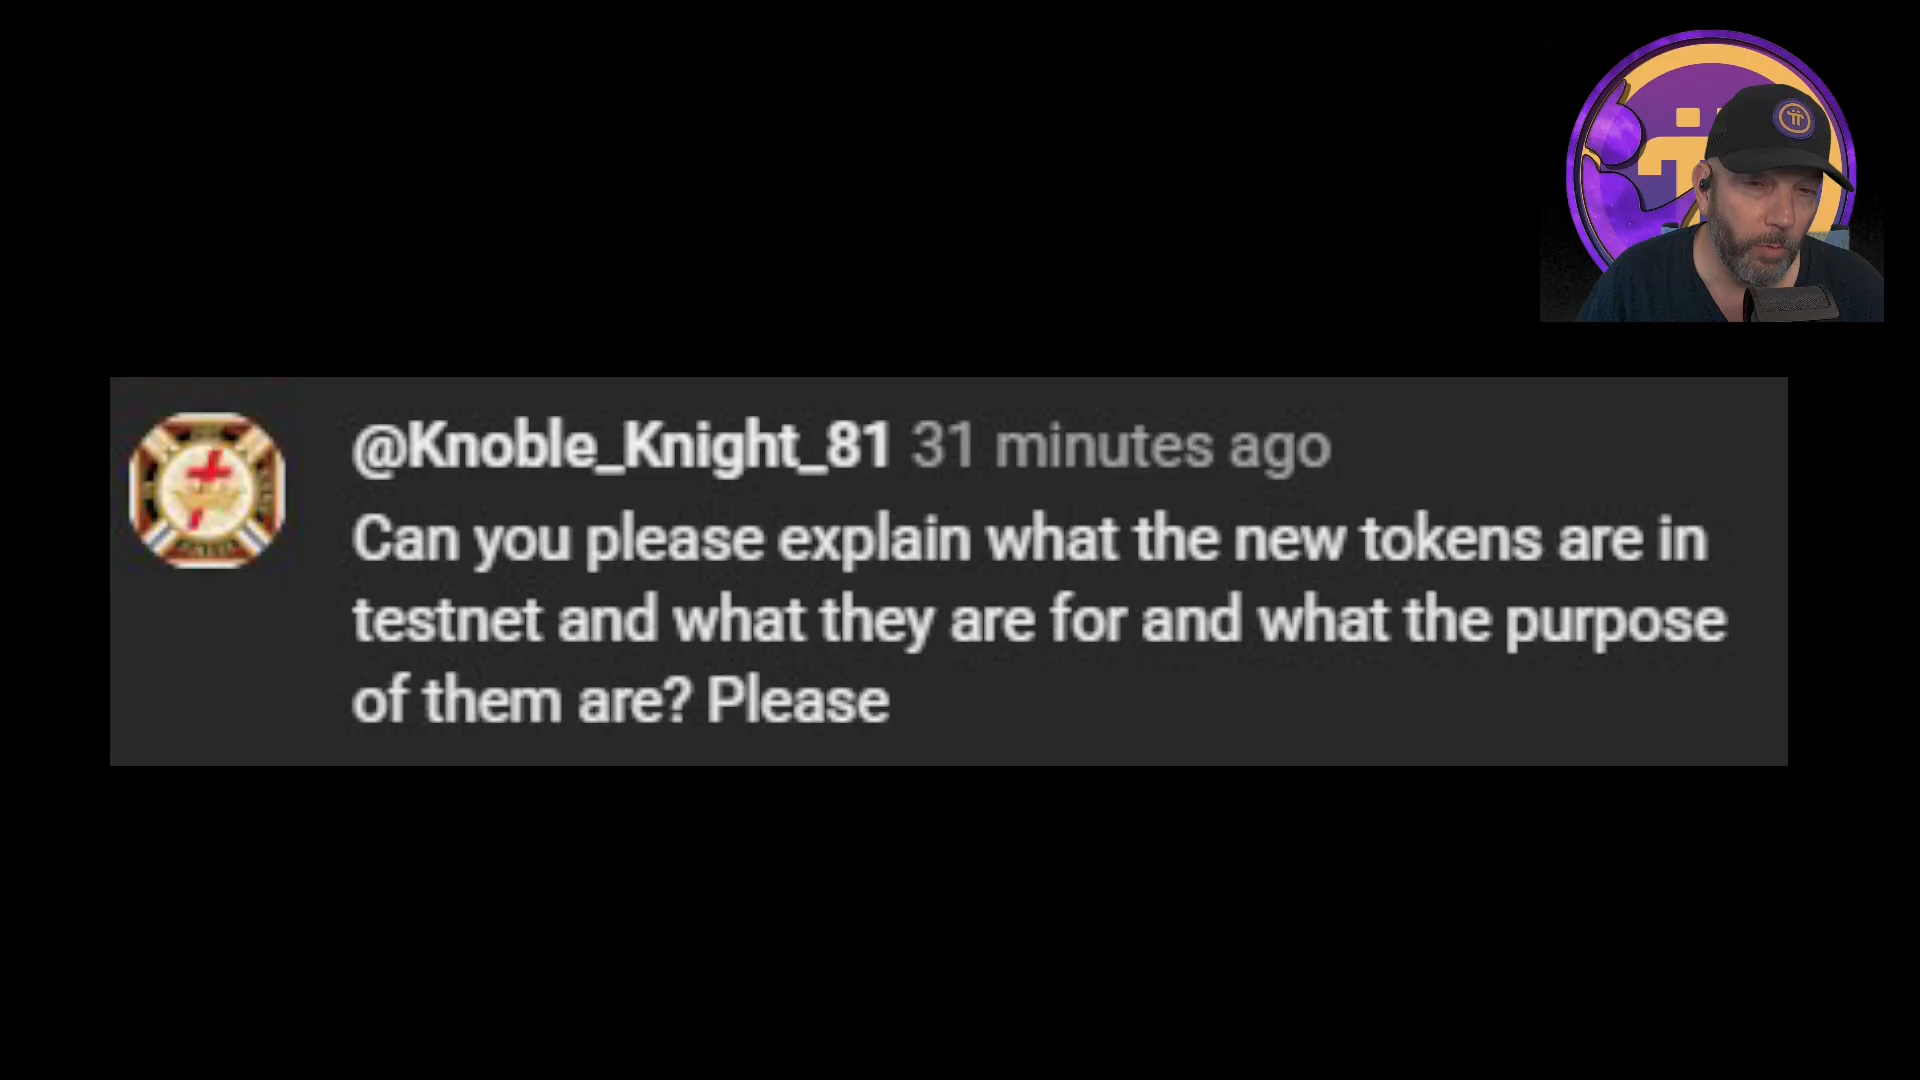 @Knoble_Knight_81 31 minutes ago
Can you please explain what the new tokens are in
testnet and what they are for and what the purpose
of them are? Please